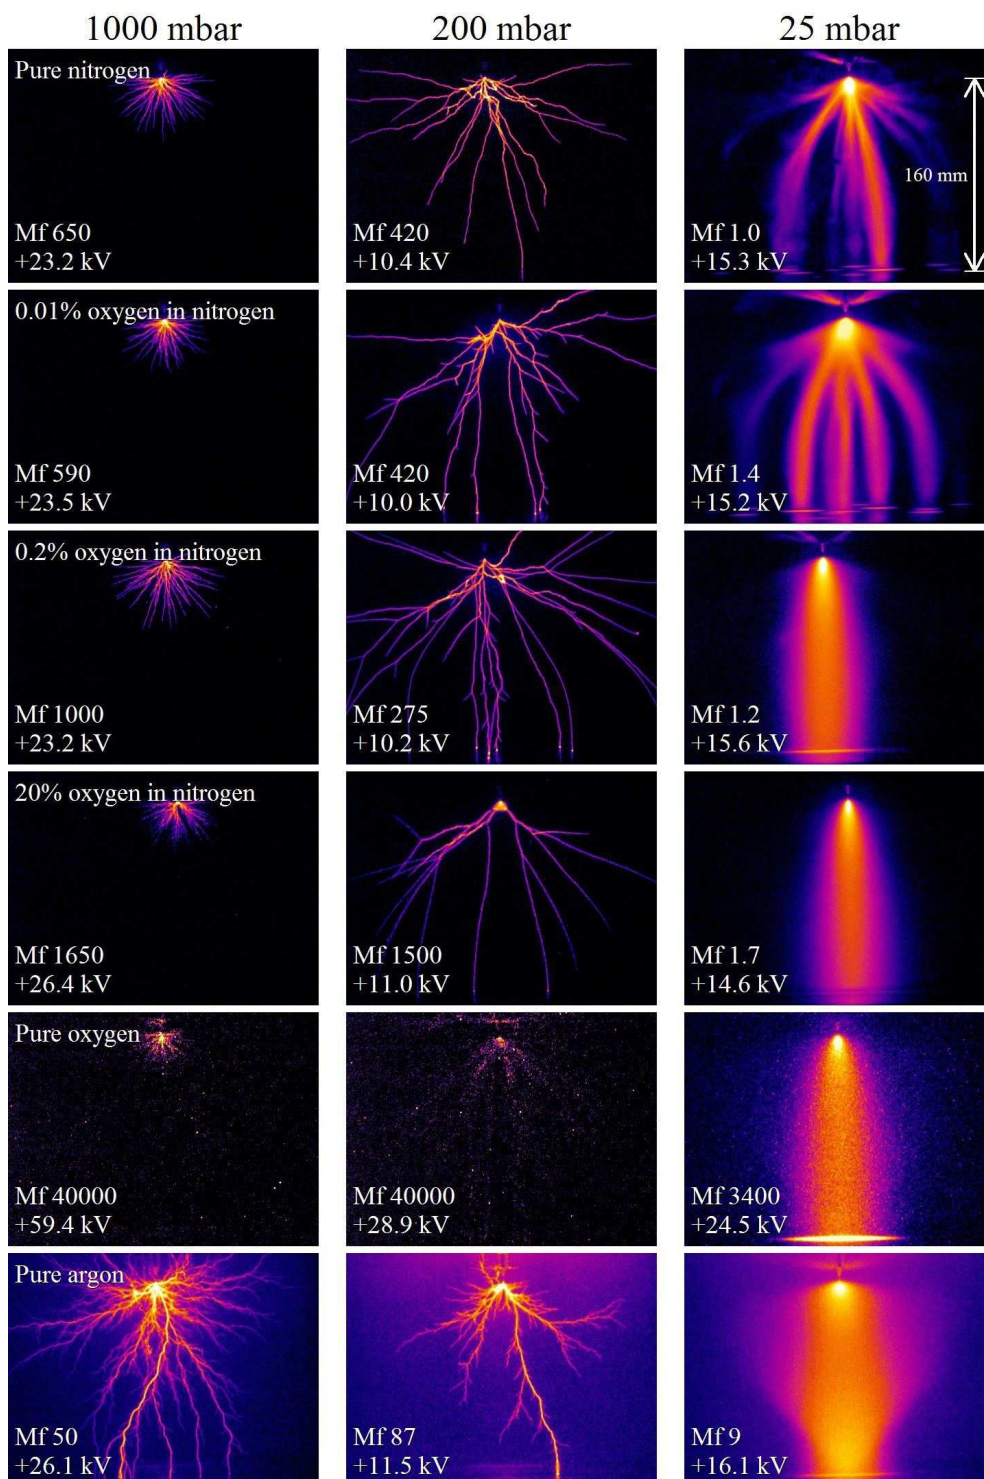 1000 mbar
200 mbar
25 mbar
Pure nitrogen
Mf 650
+23.2 kV
Mf 420
+10.4 kV
160 mm
Mf 1.0
+15.3 kV
0.01% oxygen in nitrogen
Mf 590
+23.5 kV
Mf 420
+10.0 kV
Mf 1.4
+15.2 kV
0.2% oxygen in nitrogen
Mf 1000
+23.2 kV
Mf 275
+10.2 kV
Mf 1.2
+15.6 kV
20% oxygen in nitrogen
Mf 1650
+26.4 kV
Mf 1500
+11.0 kV
Mf 1.7
+14.6 kV
Pure oxygen
Mf 40000
+59.4 kV
Mf 40000
+28.9 kV
Mf 3400
+24.5 kV
Pure argon
Mf 50
+26.1 kV
Mf 87
+11.5 kV
Mf 9
+16.1 kV